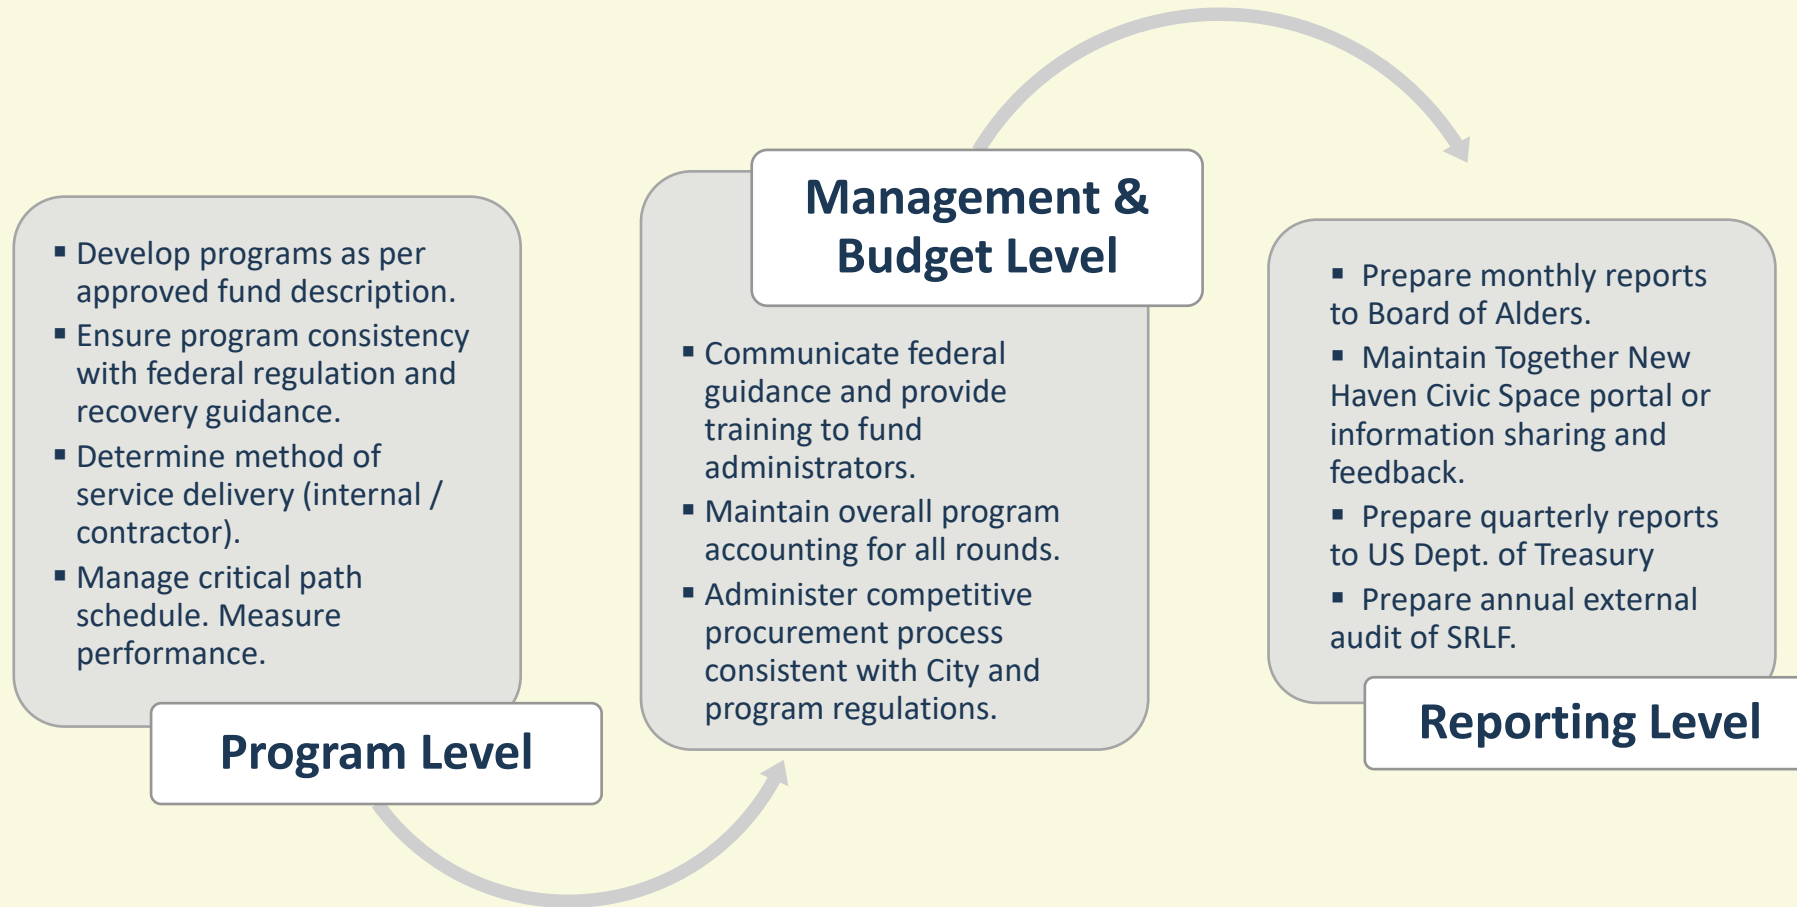 ▪ Develop programs as per
approved fund description.
▪ Ensure program consistency
with federal regulation and
recovery guidance.
▪ Determine method of
service delivery (internal /
contractor).
▪ Manage critical path
schedule. Measure
performance.
Program Level
Management &
Budget Level
▪ Communicate federal
guidance and provide
training to fund
administrators.
▪ Maintain overall program
accounting for all rounds.
▪ Administer competitive
procurement process
consistent with City and
program regulations.
▪ Prepare monthly reports
to Board of Alders.
▪ Maintain Together New
Haven Civic Space portal or
information sharing and
feedback.
▪ Prepare quarterly reports
to US Dept. of Treasury
▪ Prepare annual external
audit of SRLF.
Reporting Level